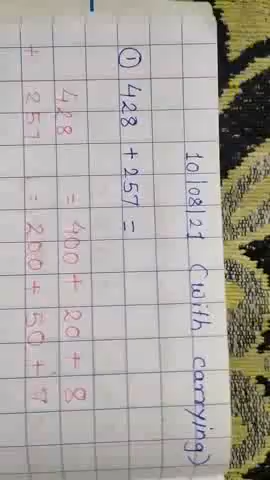 10/08/21 (with carrying)
① 428 + 257 =
428 = 400 + 20 + 8
+ 257 = 200 + 50 + 7